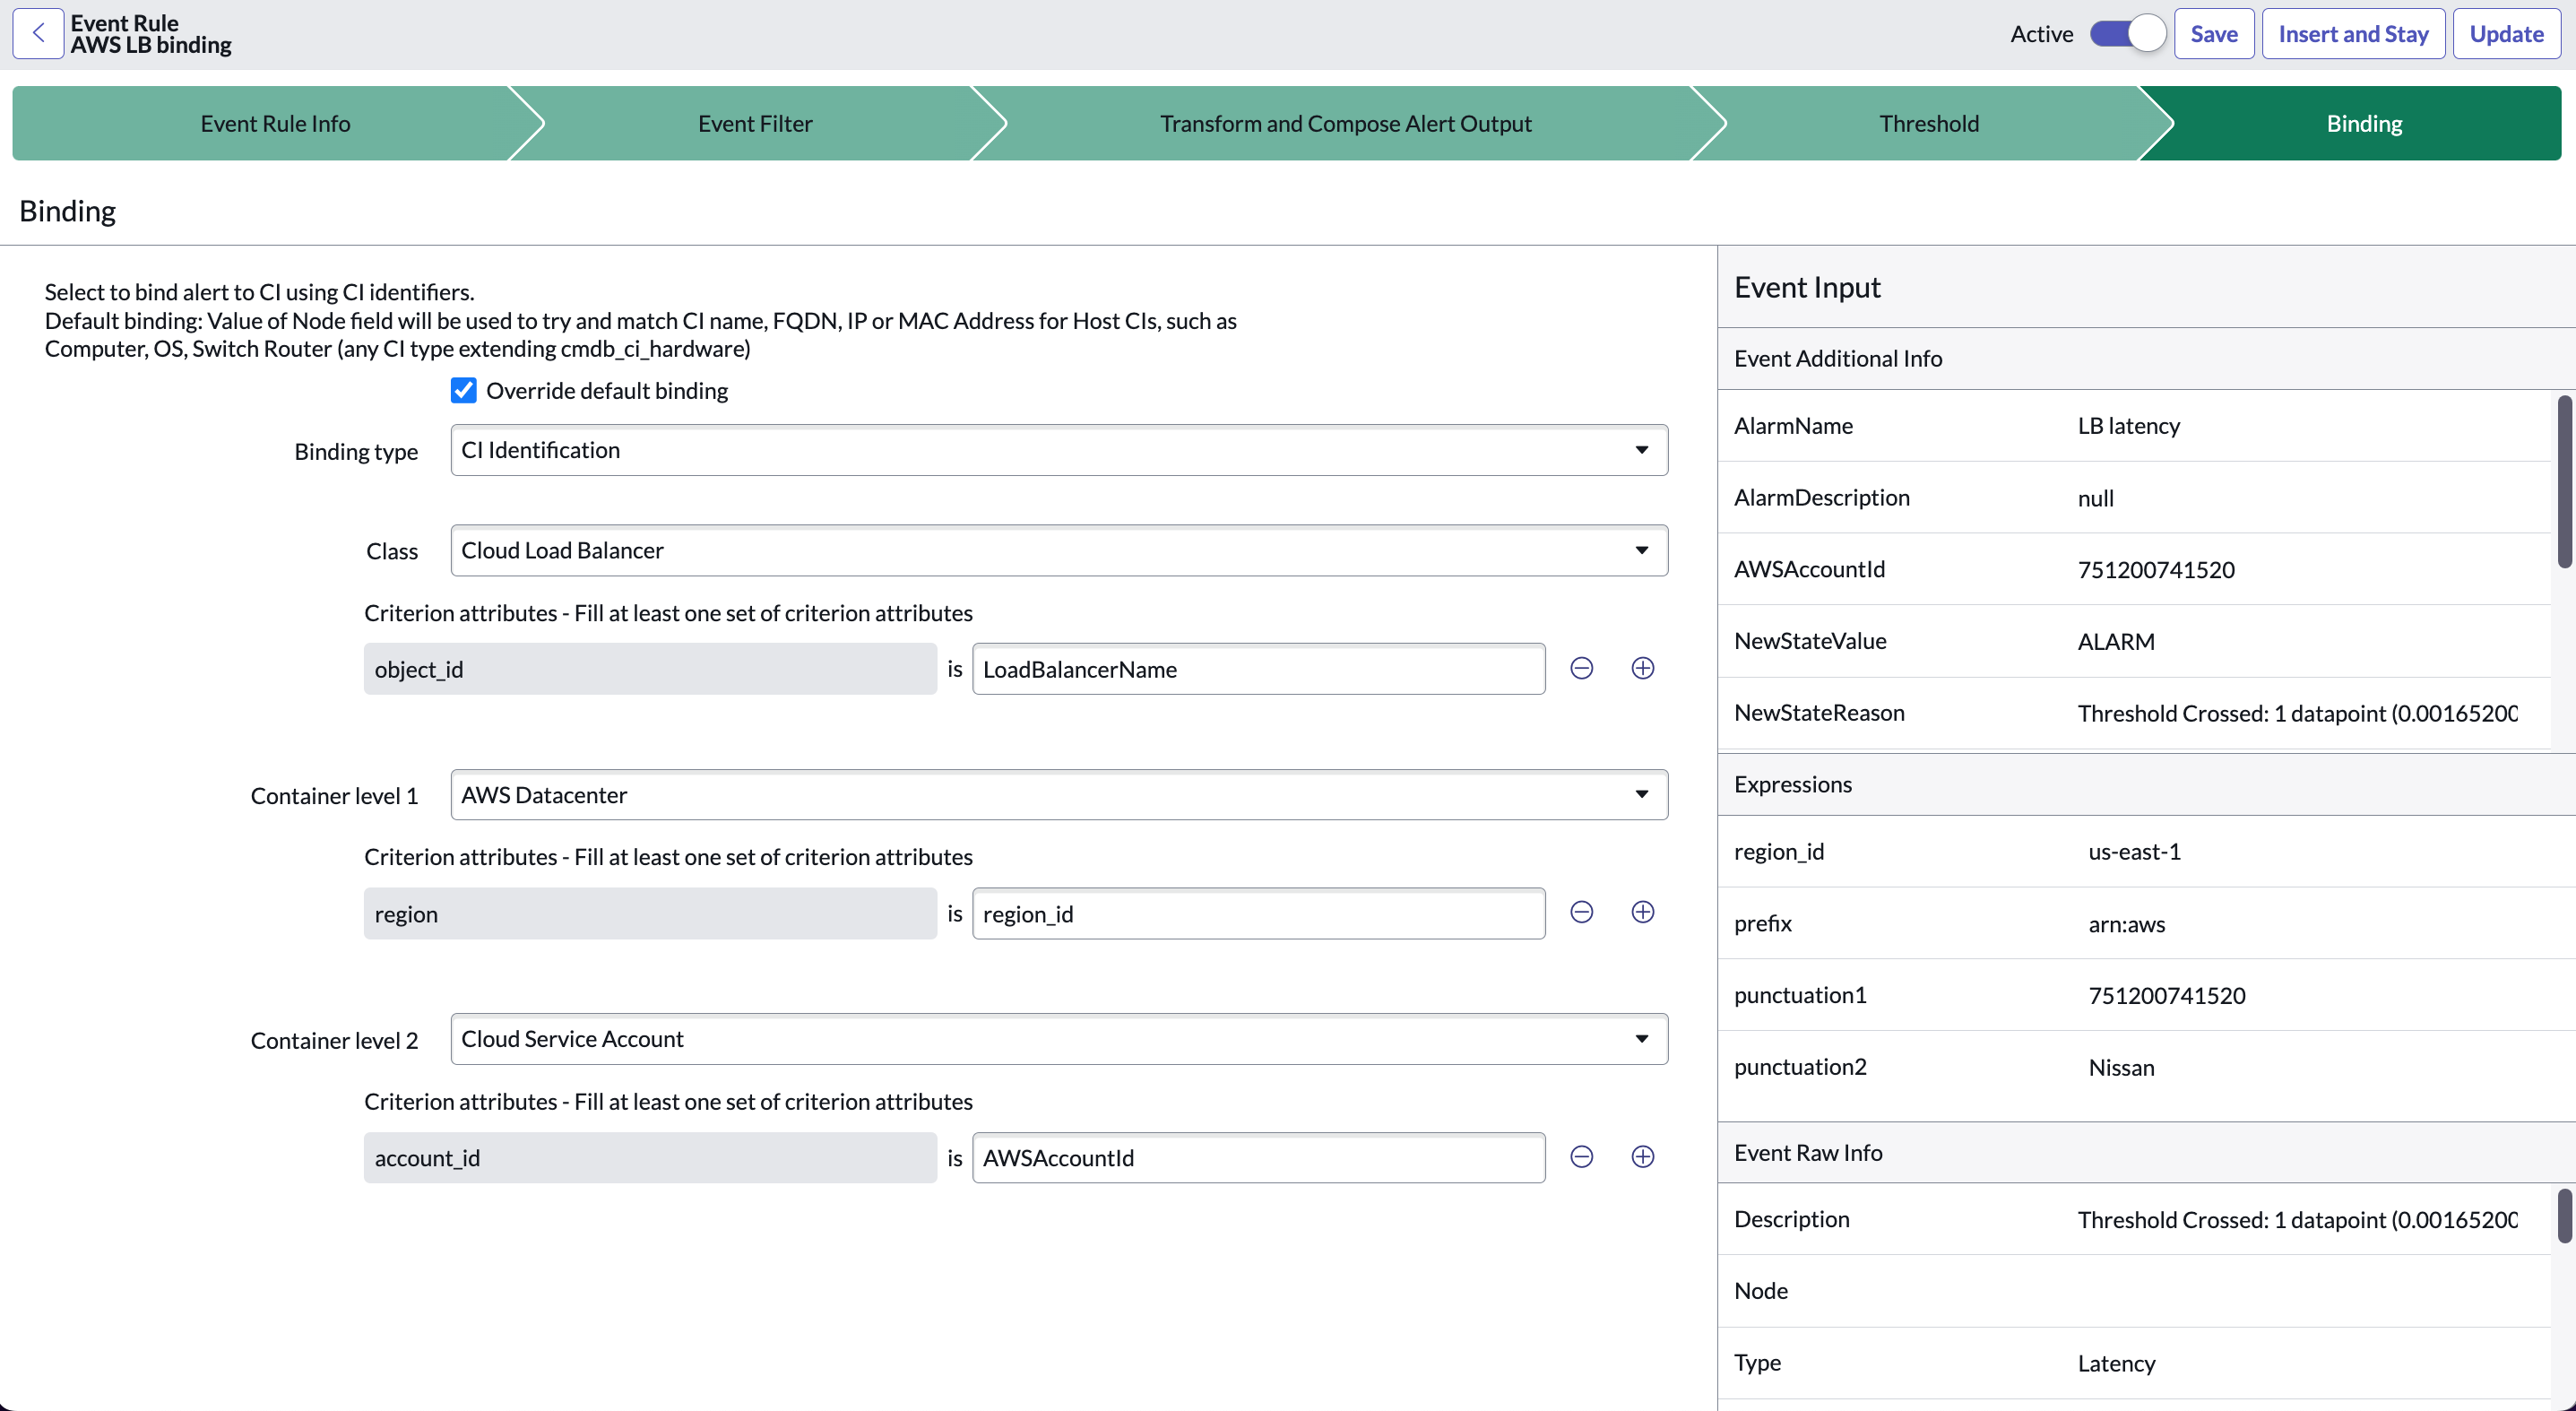 Event Rule
AWS LB binding
Active
Save
Insert and Stay
Update
Event Rule Info
Event Filter
Transform and Compose Alert Output
Threshold
Binding
Binding
Select to bind alert to CI using CI identifiers.
Default binding: Value of Node field will be used to try and match CI name, FQDN, IP or MAC Address for Host CIs, such as
Computer, OS, Switch Router (any CI type extending cmdb_ci_hardware)
Override default binding
Binding type
CI Identification
Class
Cloud Load Balancer
Criterion attributes - Fill at least one set of criterion attributes
object_id is LoadBalancerName
Container level 1
AWS Datacenter
Criterion attributes - Fill at least one set of criterion attributes
region is region_id
Container level 2
Cloud Service Account
Criterion attributes - Fill at least one set of criterion attributes
account_id is AWSAccountId
Event Input
Event Additional Info
AlarmName LB latency
AlarmDescription null
AWSAccountId 751200741520
NewStateValue ALARM
NewStateReason Threshold Crossed: 1 datapoint (0.00165200
Expressions
region_id us-east-1
prefix arn:aws
punctuation1 751200741520
punctuation2 Nissan
Event Raw Info
Description Threshold Crossed: 1 datapoint (0.00165200
Node
Type Latency